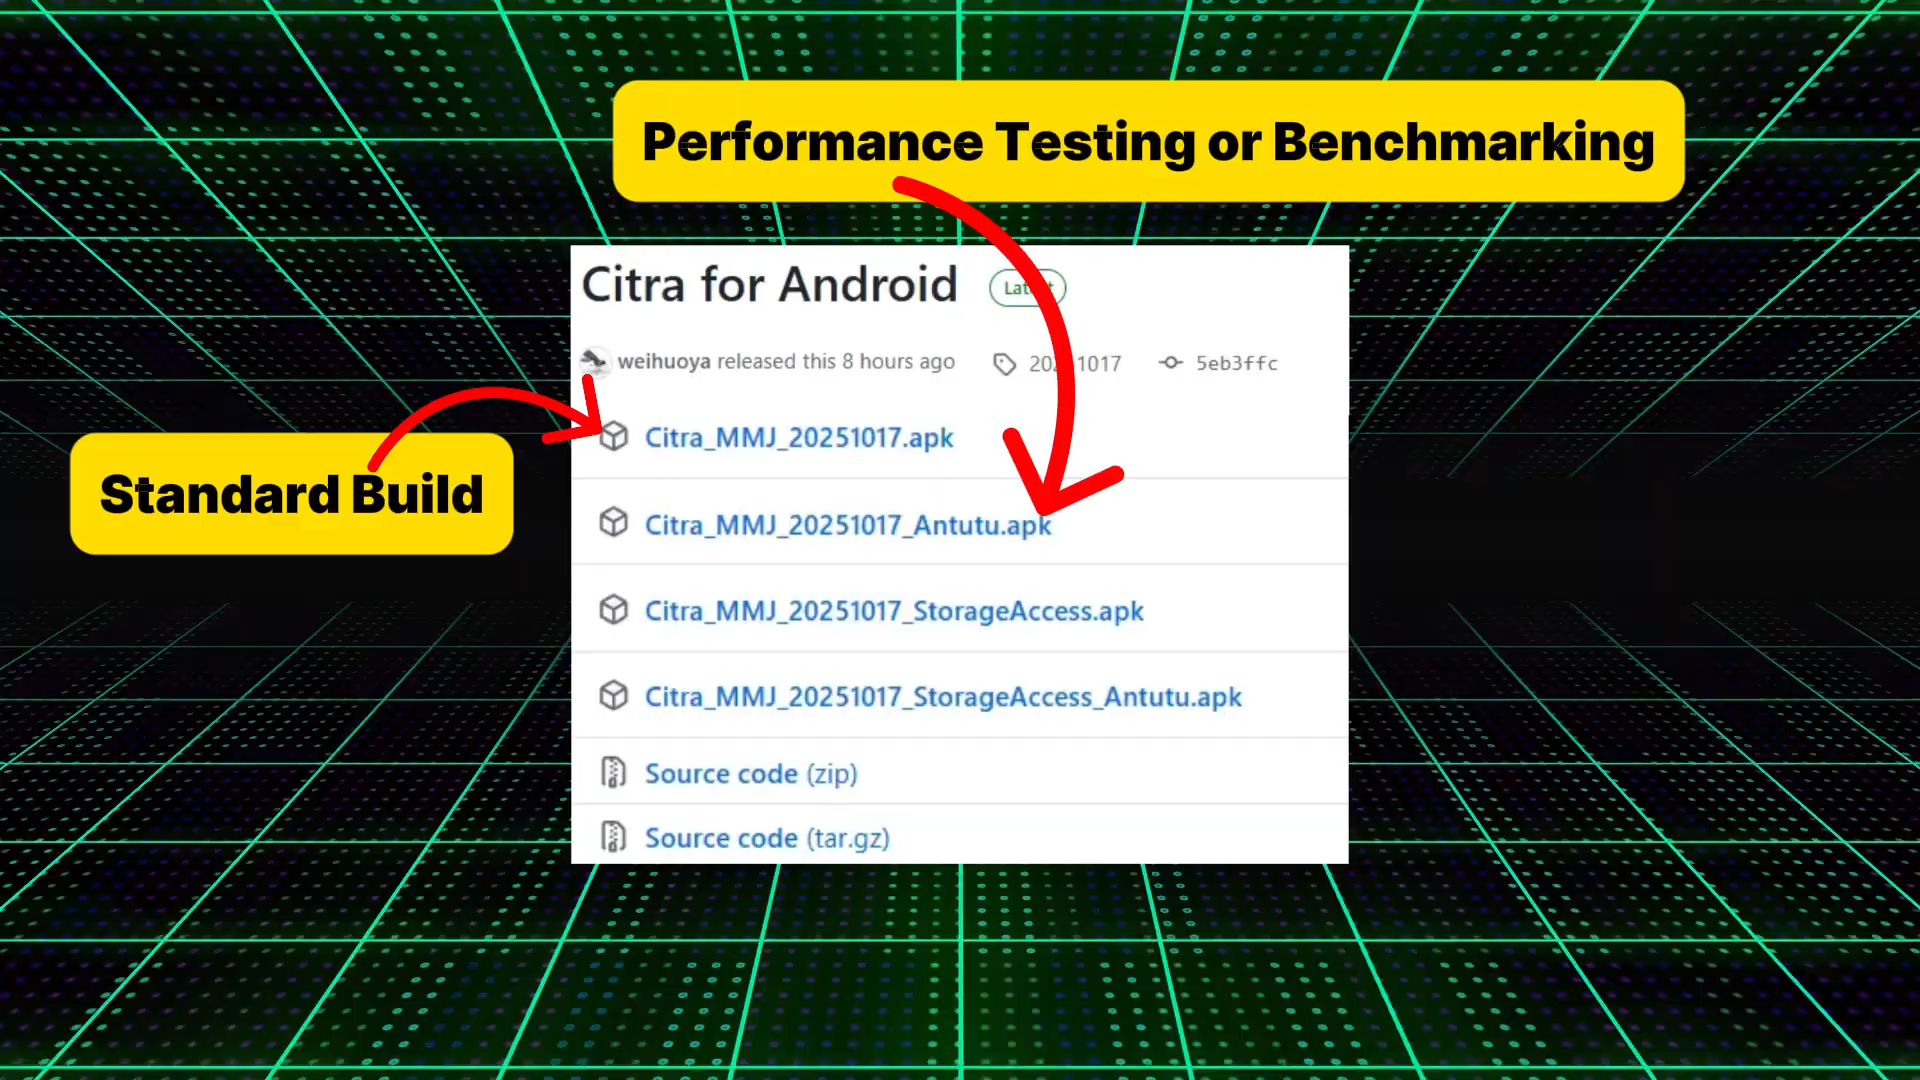 Performance Testing or Benchmarking
Citra for Android
weihuoya released this 8 hours ago 5eb3ffc
Standard Build
Citra_MMJ_20251017.apk
Citra_MMJ_20251017_Antutu.apk
Citra_MMJ_20251017_StorageAccess.apk
Citra_MMJ_20251017_StorageAccess_Antutu.apk
Source code (zip)
Source code (tar.gz)